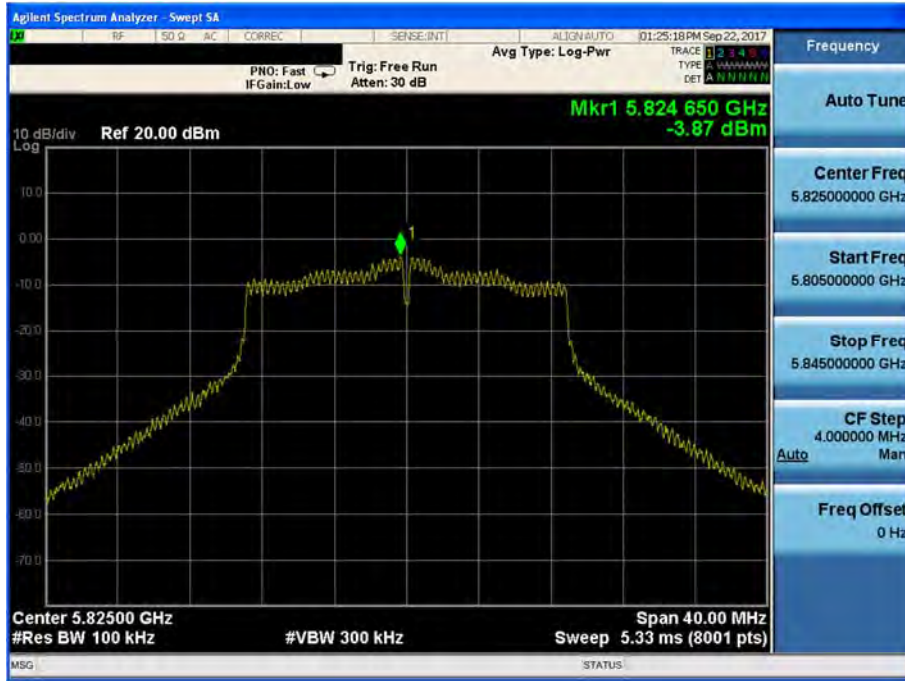 Agilent Spectrum Analyzer - Swept SA
RF 50 Ω AC CORREC SENSE:INT ALIGN AUTO 01:25:18 PM Sep 22, 2017
Avg Type: Log-Pwr
TRACE 1 2 3 4 5 6
PNO: Fast Trig: Free Run
TYPE A
IFGain:Low Atten: 30 dB
DET A N N N N N
Mkr1 5.824 650 GHz
-3.87 dBm
10 dB/div Ref 20.00 dBm
Log
10.0
0.00
1
-10.0
-20.0
-30.0
-40.0
-50.0
-60.0
-70.0
Center 5.82500 GHz Span 40.00 MHz
#Res BW 100 kHz #VBW 300 kHz Sweep 5.33 ms (8001 pts)
MSG STATUS
Frequency
Auto Tune
Center Freq
5.825000000 GHz
Start Freq
5.805000000 GHz
Stop Freq
5.845000000 GHz
CF Step
4.000000 MHz
Auto Man
Freq Offset
0 Hz